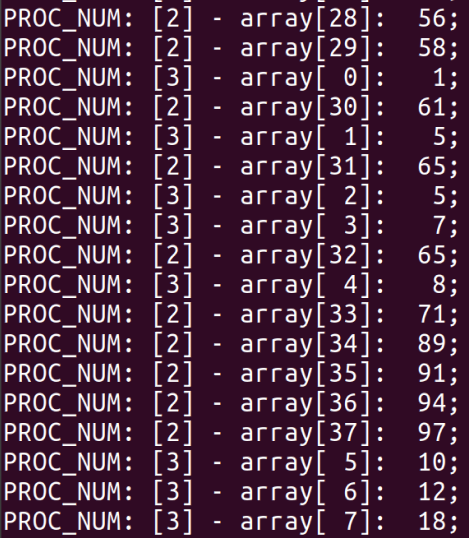 PROC_NUM: [2] - array[28]:  56;
PROC_NUM: [2] - array[29]:  58;
PROC_NUM: [3] - array[ 0]:   1;
PROC_NUM: [2] - array[30]:  61;
PROC_NUM: [3] - array[ 1]:   5;
PROC_NUM: [2] - array[31]:  65;
PROC_NUM: [3] - array[ 2]:   5;
PROC_NUM: [3] - array[ 3]:   7;
PROC_NUM: [2] - array[32]:  65;
PROC_NUM: [3] - array[ 4]:   8;
PROC_NUM: [2] - array[33]:  71;
PROC_NUM: [2] - array[34]:  89;
PROC_NUM: [2] - array[35]:  91;
PROC_NUM: [2] - array[36]:  94;
PROC_NUM: [2] - array[37]:  97;
PROC_NUM: [3] - array[ 5]:  10;
PROC_NUM: [3] - array[ 6]:  12;
PROC_NUM: [3] - array[ 7]:  18;